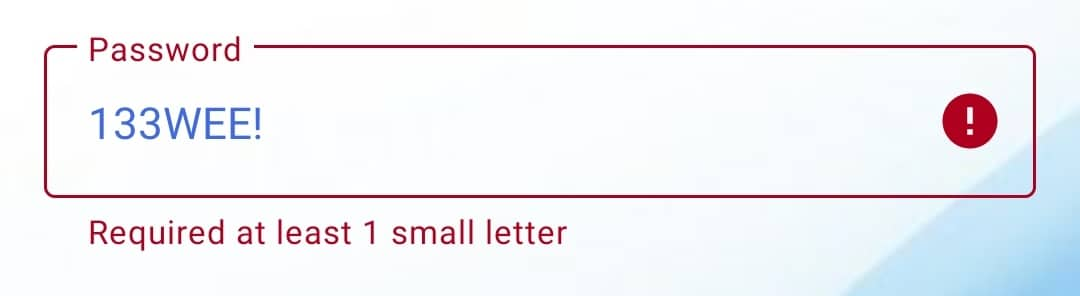 Password
133WEE!
Required at least 1 small letter